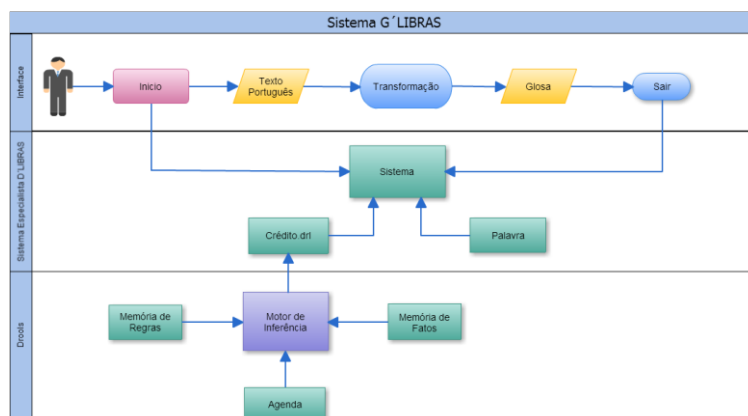 Sistema G´LIBRAS
Interface
Inicio
Texto
Português
Transformação
Glosa
Sair
Sistema Especialista D´LIBRAS
Sistema
Crédito.drl
Palavra
Drools
Memória de
Regras
Motor de
Inferência
Memória de
Fatos
Agenda